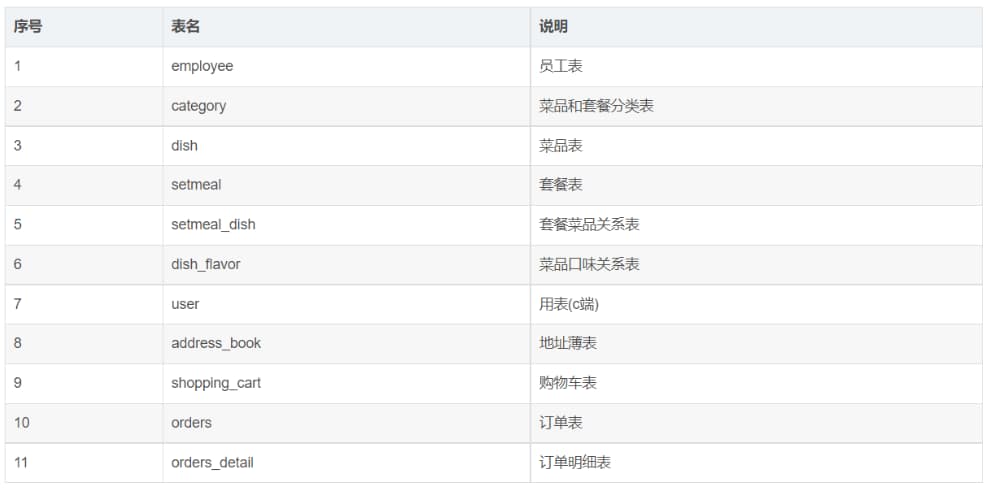 序号 表名 说明
1 employee 员工表
2 category 菜品和套餐分类表
3 dish 菜品表
4 setmeal 套餐表
5 setmeal_dish 套餐菜品关系表
6 dish_flavor 菜品口味关系表
7 user 用表(c端)
8 address_book 地址薄表
9 shopping_cart 购物车表
10 orders 订单表
11 orders_detail 订单明细表